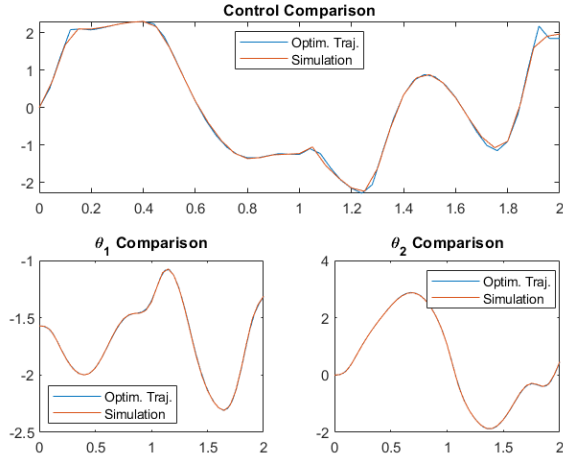 Control Comparison
2
1
0
-1
-2
Optim. Traj.
Simulation
0 0.2 0.4 0.6 0.8 1 1.2 1.4 1.6 1.8 2
θ1 Comparison
-1
-1.5
-2
-2.5
Optim. Traj.
Simulation
0 0.5 1 1.5 2
θ2 Comparison
4
2
0
-2
Optim. Traj.
Simulation
0 0.5 1 1.5 2